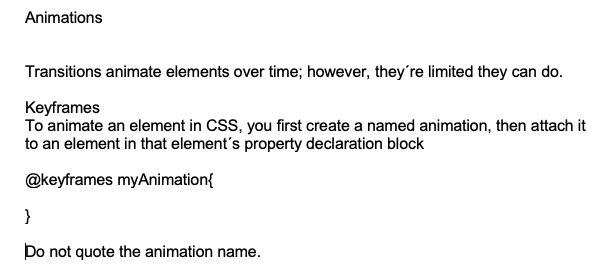 Animations
Transitions animate elements over time; however, they´re limited they can do.
Keyframes
To animate an element in CSS, you first create a named animation, then attach it
to an element in that element´s property declaration block
@keyframes myAnimation{
}
Do not quote the animation name.